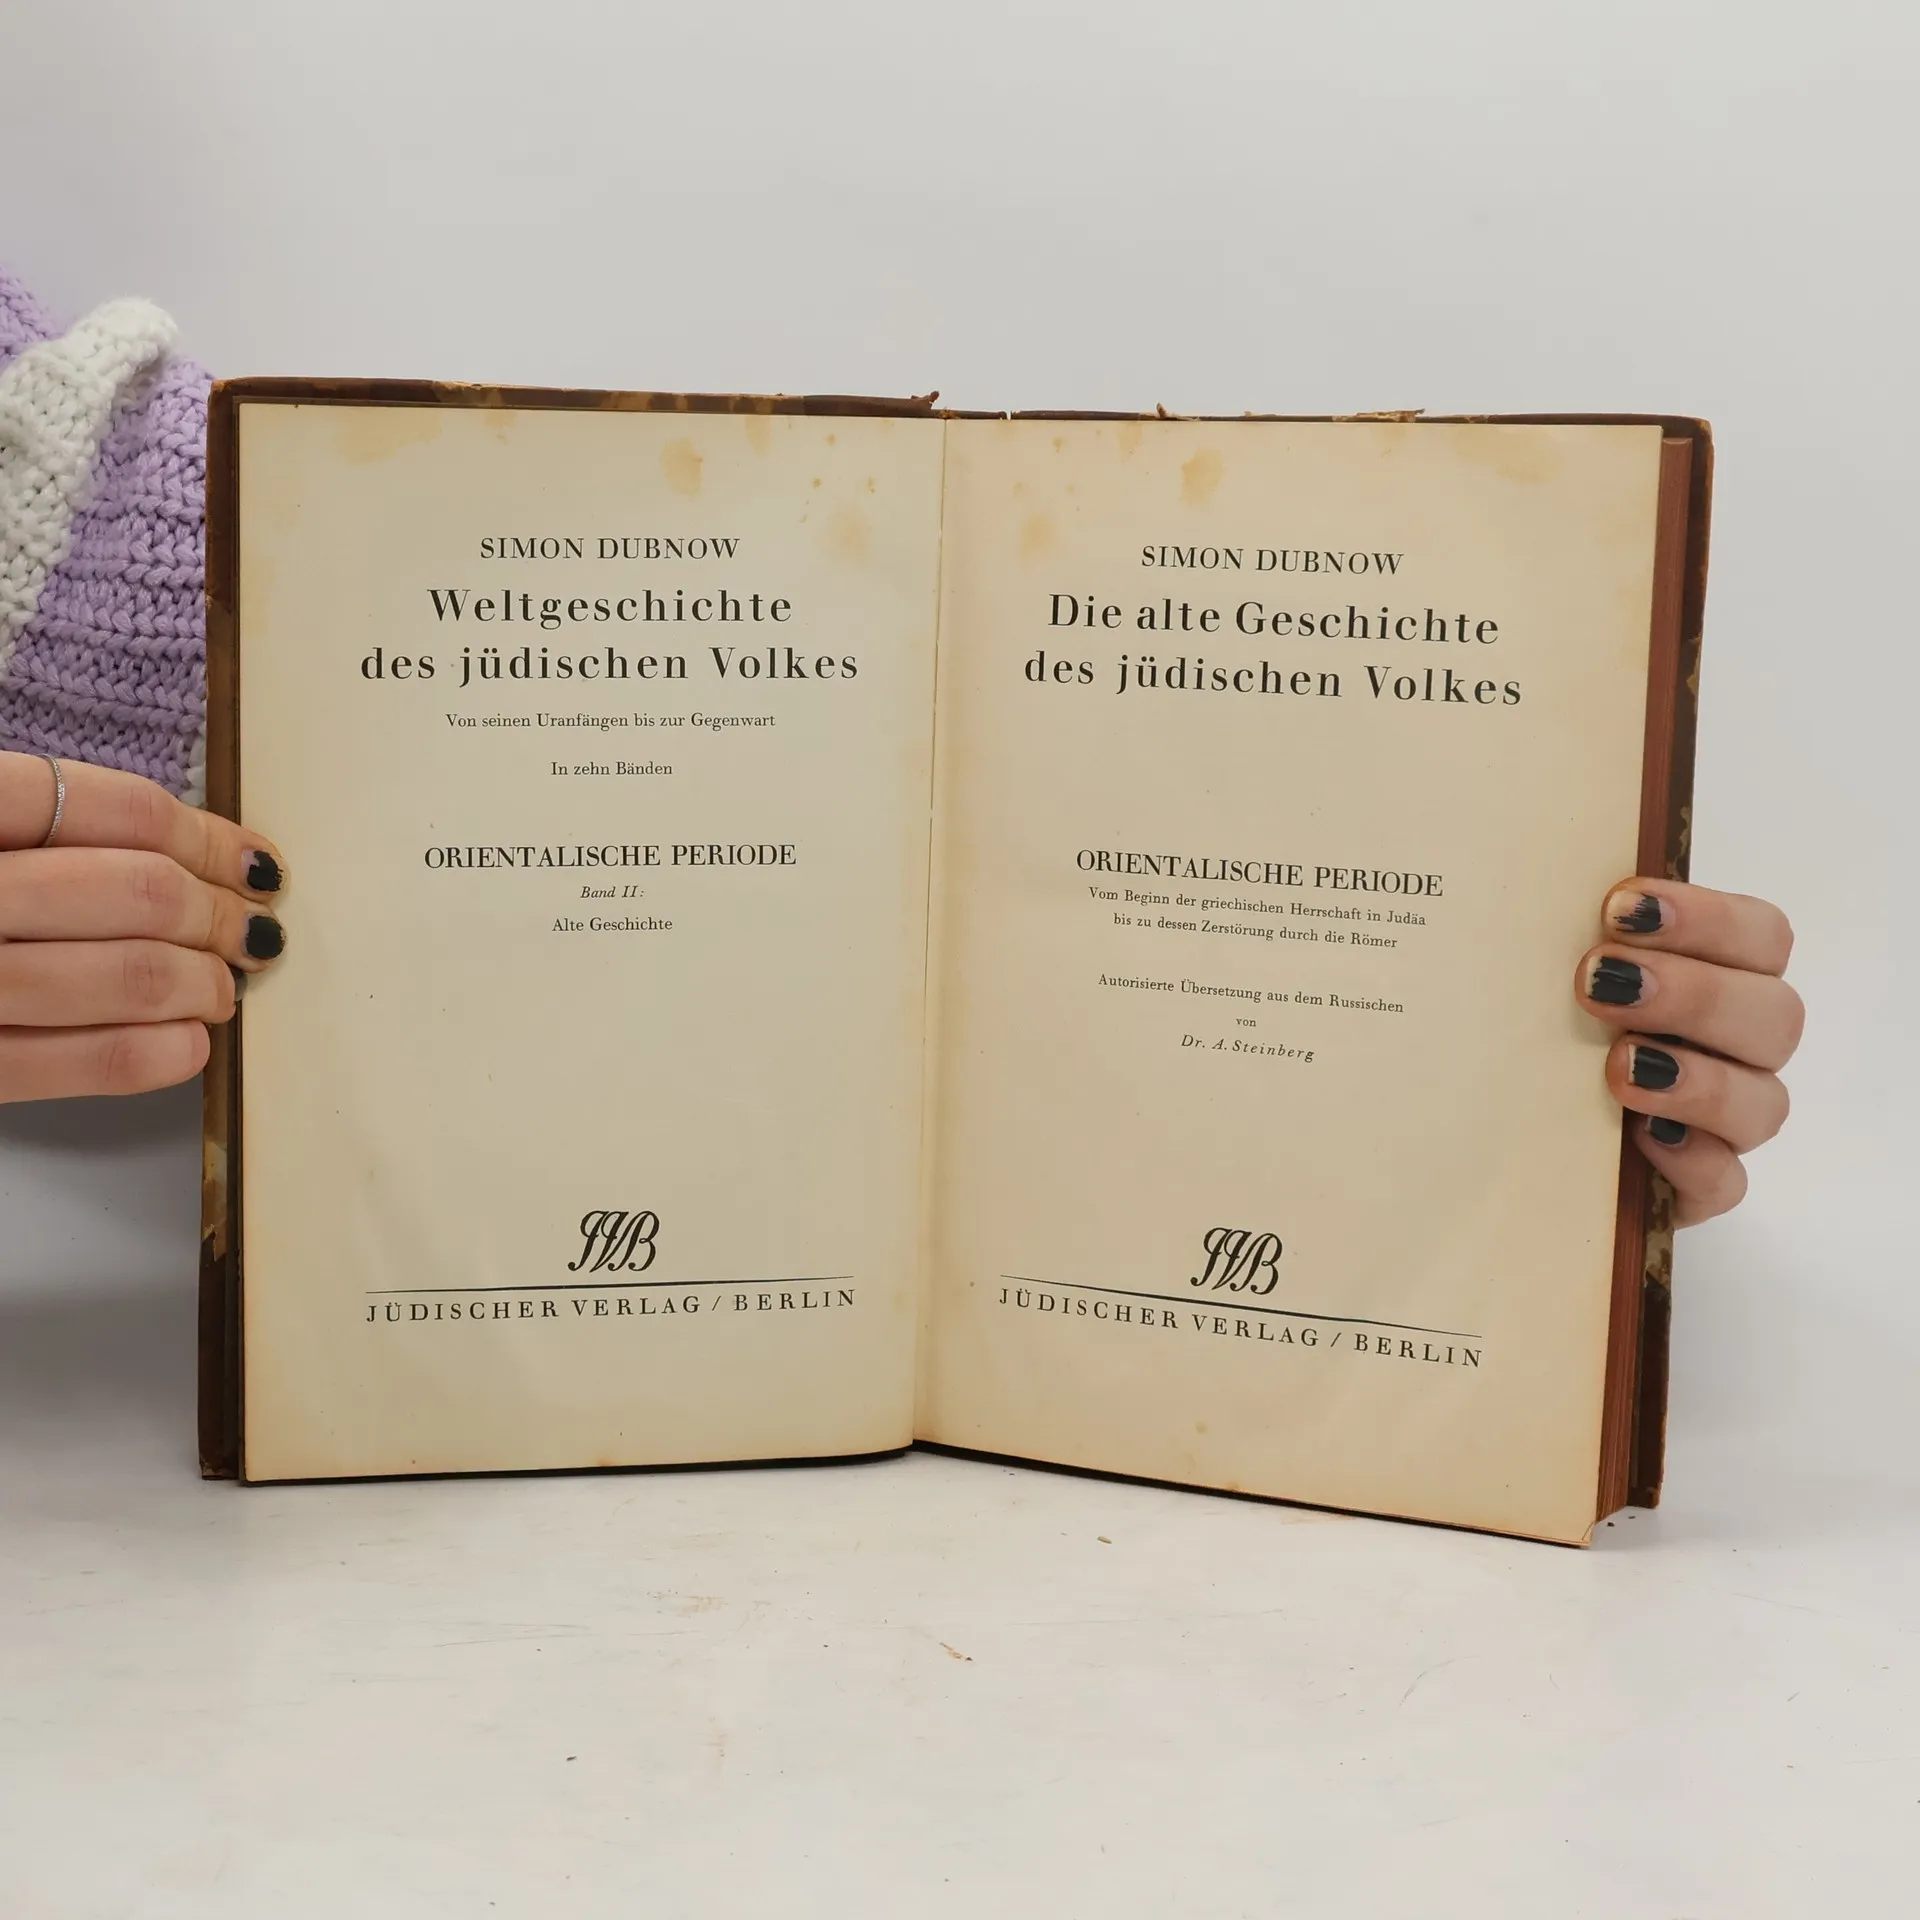 SIMON DUBNOW
Weltgeschichte
des jüdischen Volkes
Von seinen Uranfängen bis zur Gegenwart
In zehn Bänden
ORIENTALISCHE PERIODE
Band II:
Alte Geschichte
JVB
JÜDISCHER VERLAG / BERLIN
SIMON DUBNOW
Die alte Geschichte
des jüdischen Volkes
ORIENTALISCHE PERIODE
Vom Beginn der griechischen Herrschaft in Judäa
bis zu dessen Zerstörung durch die Römer
Autorisierte Übersetzung aus dem Russischen
von
Dr. A. Steinberg
JVB
JÜDISCHER VERLAG / BERLIN